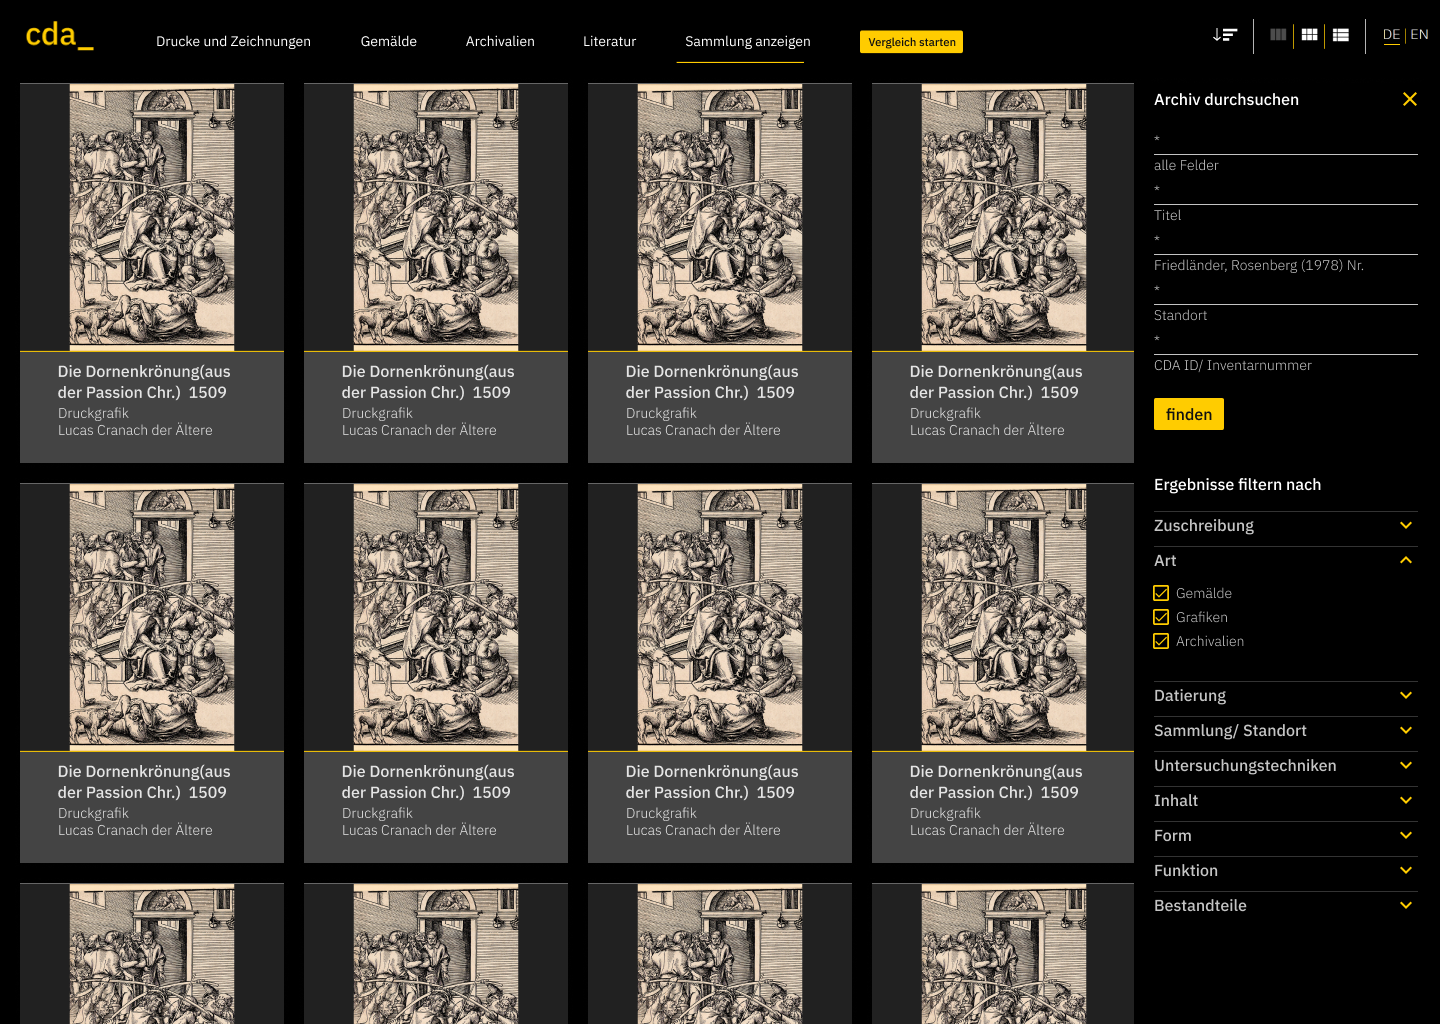 cda_
Drucke und Zeichnungen
Gemälde
Archivalien
Literatur
Sammlung anzeigen
Vergleich starten
DE | EN
Die Dornenkrönung(aus
der Passion Chr.)  1509
Druckgrafik
Lucas Cranach der Ältere
Die Dornenkrönung(aus
der Passion Chr.)  1509
Druckgrafik
Lucas Cranach der Ältere
Die Dornenkrönung(aus
der Passion Chr.)  1509
Druckgrafik
Lucas Cranach der Ältere
Die Dornenkrönung(aus
der Passion Chr.)  1509
Druckgrafik
Lucas Cranach der Ältere
Die Dornenkrönung(aus
der Passion Chr.)  1509
Druckgrafik
Lucas Cranach der Ältere
Die Dornenkrönung(aus
der Passion Chr.)  1509
Druckgrafik
Lucas Cranach der Ältere
Die Dornenkrönung(aus
der Passion Chr.)  1509
Druckgrafik
Lucas Cranach der Ältere
Die Dornenkrönung(aus
der Passion Chr.)  1509
Druckgrafik
Lucas Cranach der Ältere
Archiv durchsuchen
*
alle Felder
*
Titel
*
Friedländer, Rosenberg (1978) Nr.
*
Standort
*
CDA ID/ Inventarnummer
finden
Ergebnisse filtern nach
Zuschreibung
Art
Gemälde
Grafiken
Archivalien
Datierung
Sammlung/ Standort
Untersuchungstechniken
Inhalt
Form
Funktion
Bestandteile